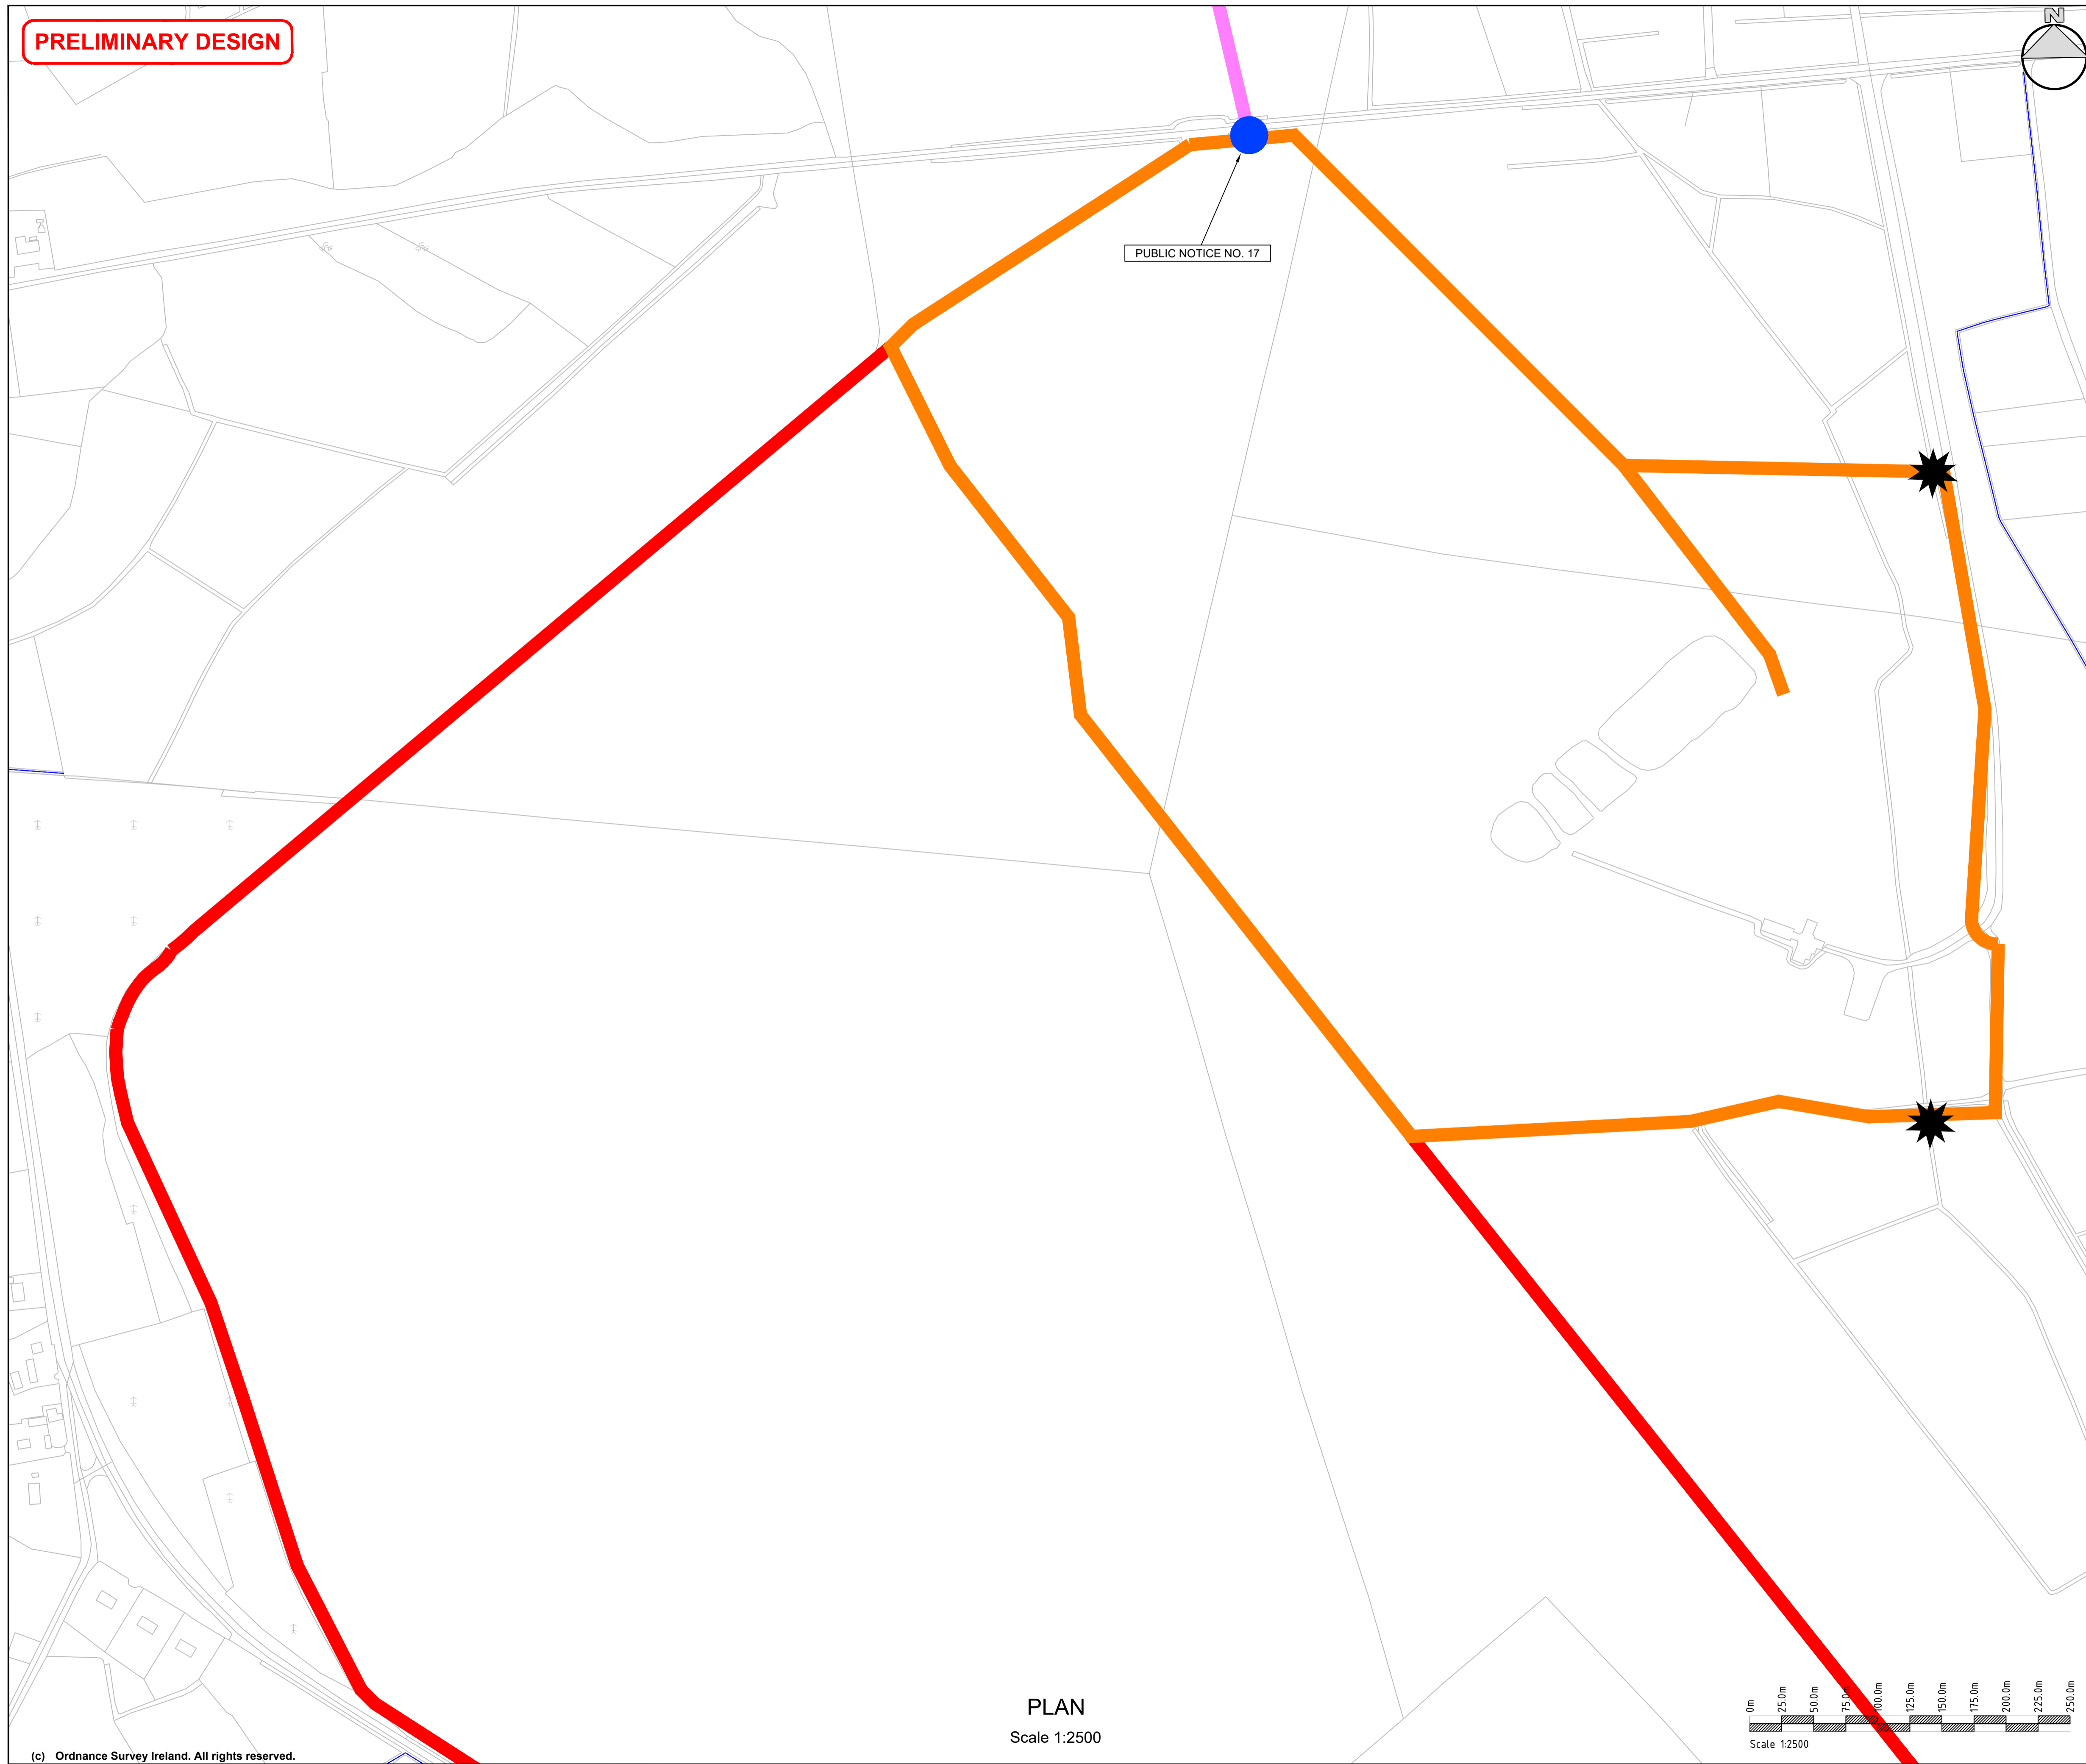 PRELIMINARY DESIGN
N
PUBLIC NOTICE NO. 17
PLAN
Scale 1:2500
0m
25.0m
50.0m
75.0m
100.0m
125.0m
150.0m
175.0m
200.0m
225.0m
250.0m
Scale 1:2500
(c) Ordnance Survey Ireland. All rights reserved.